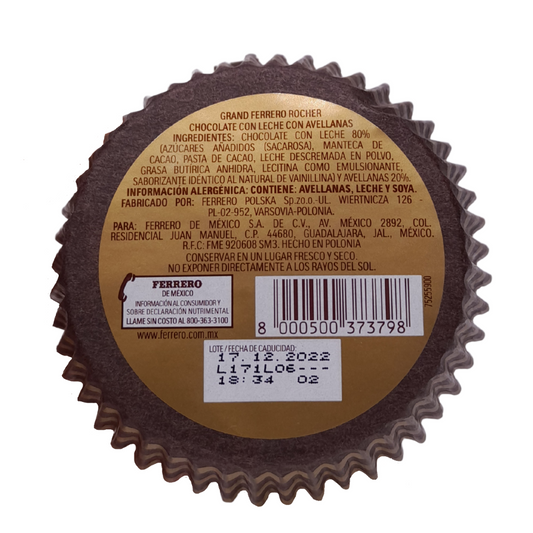 GRAND FERRERO ROCHER
CHOCOLATE CON LECHE CON AVELLANAS
INGREDIENTES: CHOCOLATE CON LECHE 80%
(AZÚCARES AÑADIDOS (SACAROSA), MANTECA DE
CACAO, PASTA DE CACAO, LECHE DESCREMADA EN POLVO,
GRASA BUTÍRICA ANHIDRA, LECITINA COMO EMULSIONANTE,
SABORIZANTE IDÉNTICO AL NATURAL DE VAINILLINA) Y AVELLANAS 20%.
INFORMACIÓN ALERGÉNICA: CONTIENE: AVELLANAS, LECHE Y SOYA.
FABRICADO POR: FERRERO POLSKA Sp.zo.o -UL. WIERTNICZA 126 -
PL-02-952, VARSOVIA-POLONIA.
PARA: FERRERO DE MÉXICO S.A. DE C.V., AV. MÉXICO 2892, COL.
RESIDENCIAL JUAN MANUEL, C.P. 44680, GUADALAJARA, JAL., MÉXICO.
R.F.C: FME 920608 SM3. HECHO EN POLONIA
CONSERVAR EN UN LUGAR FRESCO Y SECO.
NO EXPONER DIRECTAMENTE A LOS RAYOS DEL SOL.
FERRERO
DE MÉXICO
INFORMACIÓN AL CONSUMIDOR Y
SOBRE DECLARACIÓN NUTRIMENTAL
LLAME SIN COSTO AL 800-363-3100
www.ferrero.com.mx
8 000500 373798
75255900
LOTE / FECHA DE CADUCIDAD:
17.12.2022
L171L06---
18:34 02